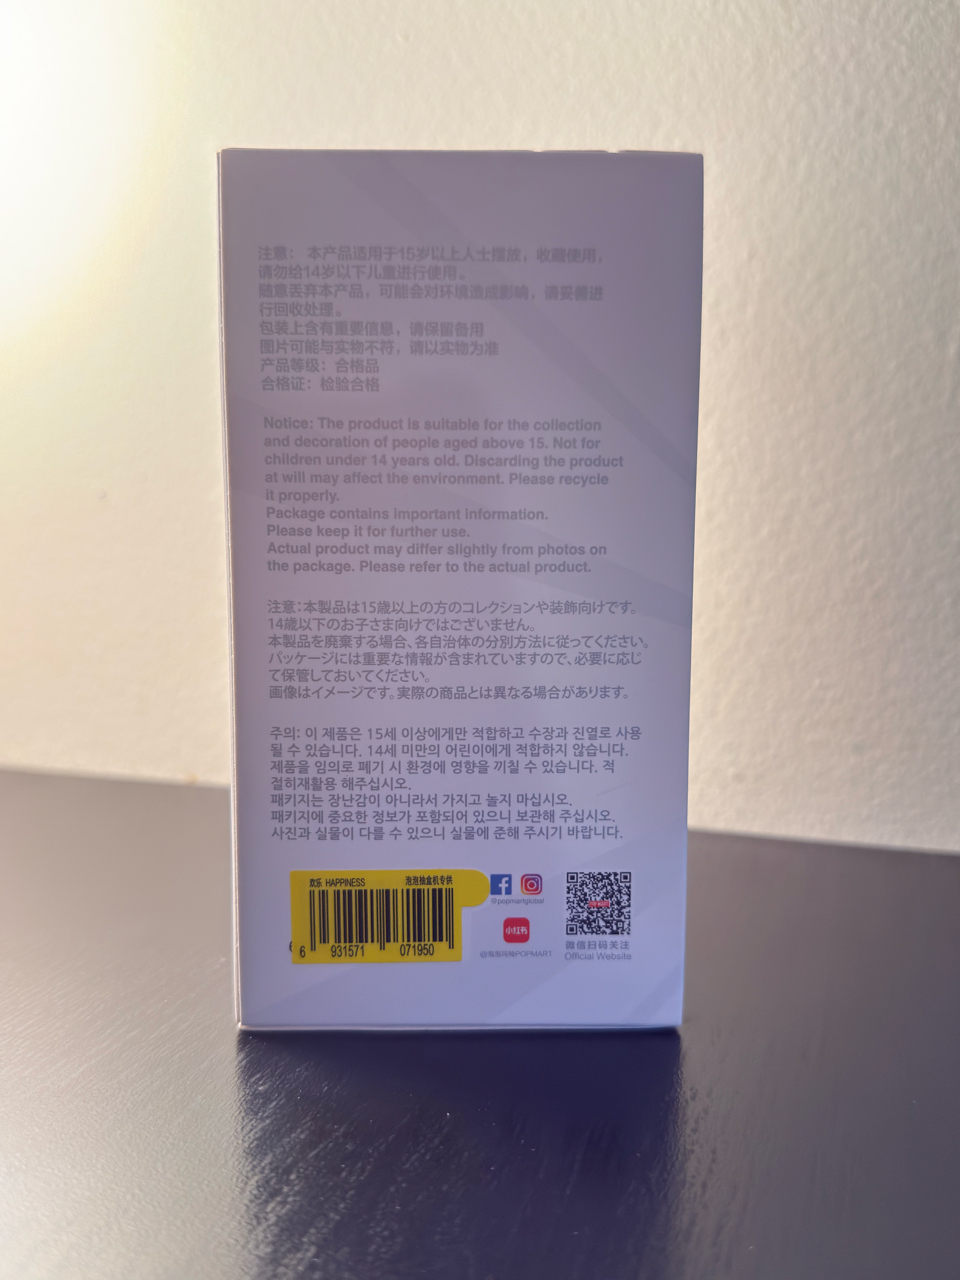 注意： 本产品适用于15岁以上人士摆放，收藏使用，
请勿给14岁以下儿童进行使用。
随意丢弃本产品，可能会对环境造成影响，请妥善进
行回收处理。
包装上含有重要信息，请保留备用
图片可能与实物不符，请以实物为准
产品等级：合格品
合格证：检验合格
Notice: The product is suitable for the collection
and decoration of people aged above 15. Not for
children under 14 years old. Discarding the product
at will may affect the environment. Please recycle
it properly.
Package contains important information.
Please keep it for further use.
Actual product may differ slightly from photos on
the package. Please refer to the actual product.
注意：本製品は15歳以上の方のコレクションや装飾向けです。
14歳以下のお子さま向けではございません。
本製品を廃棄する場合、各自治体の分別方法に従ってください。
パッケージには重要な情報が含まれていますので、必要に応じ
て保管しておいてください。
画像はイメージです。実際の商品とは異なる場合があります。
주의: 이 제품은 15세 이상에게만 적합하고 수장과 진열로 사용
될 수 있습니다. 14세 미만의 어린이에게 적합하지 않습니다.
제품을 임의로 폐기 시 환경에 영향을 끼칠 수 있습니다. 적
절히재활용 해주십시오.
패키지는 장난감이 아니라서 가지고 놀지 마십시오.
패키지에 중요한 정보가 포함되어 있으니 보관해 주십시오.
사진과 실물이 다를 수 있으니 실물에 준해 주시기 바랍니다.
欢乐 HAPPINESS 泡泡抽盒机专供
6 931571 071950
@popmartglobal
小红书
@泡泡玛特POPMART
POP MART
微信扫码关注
Official Website